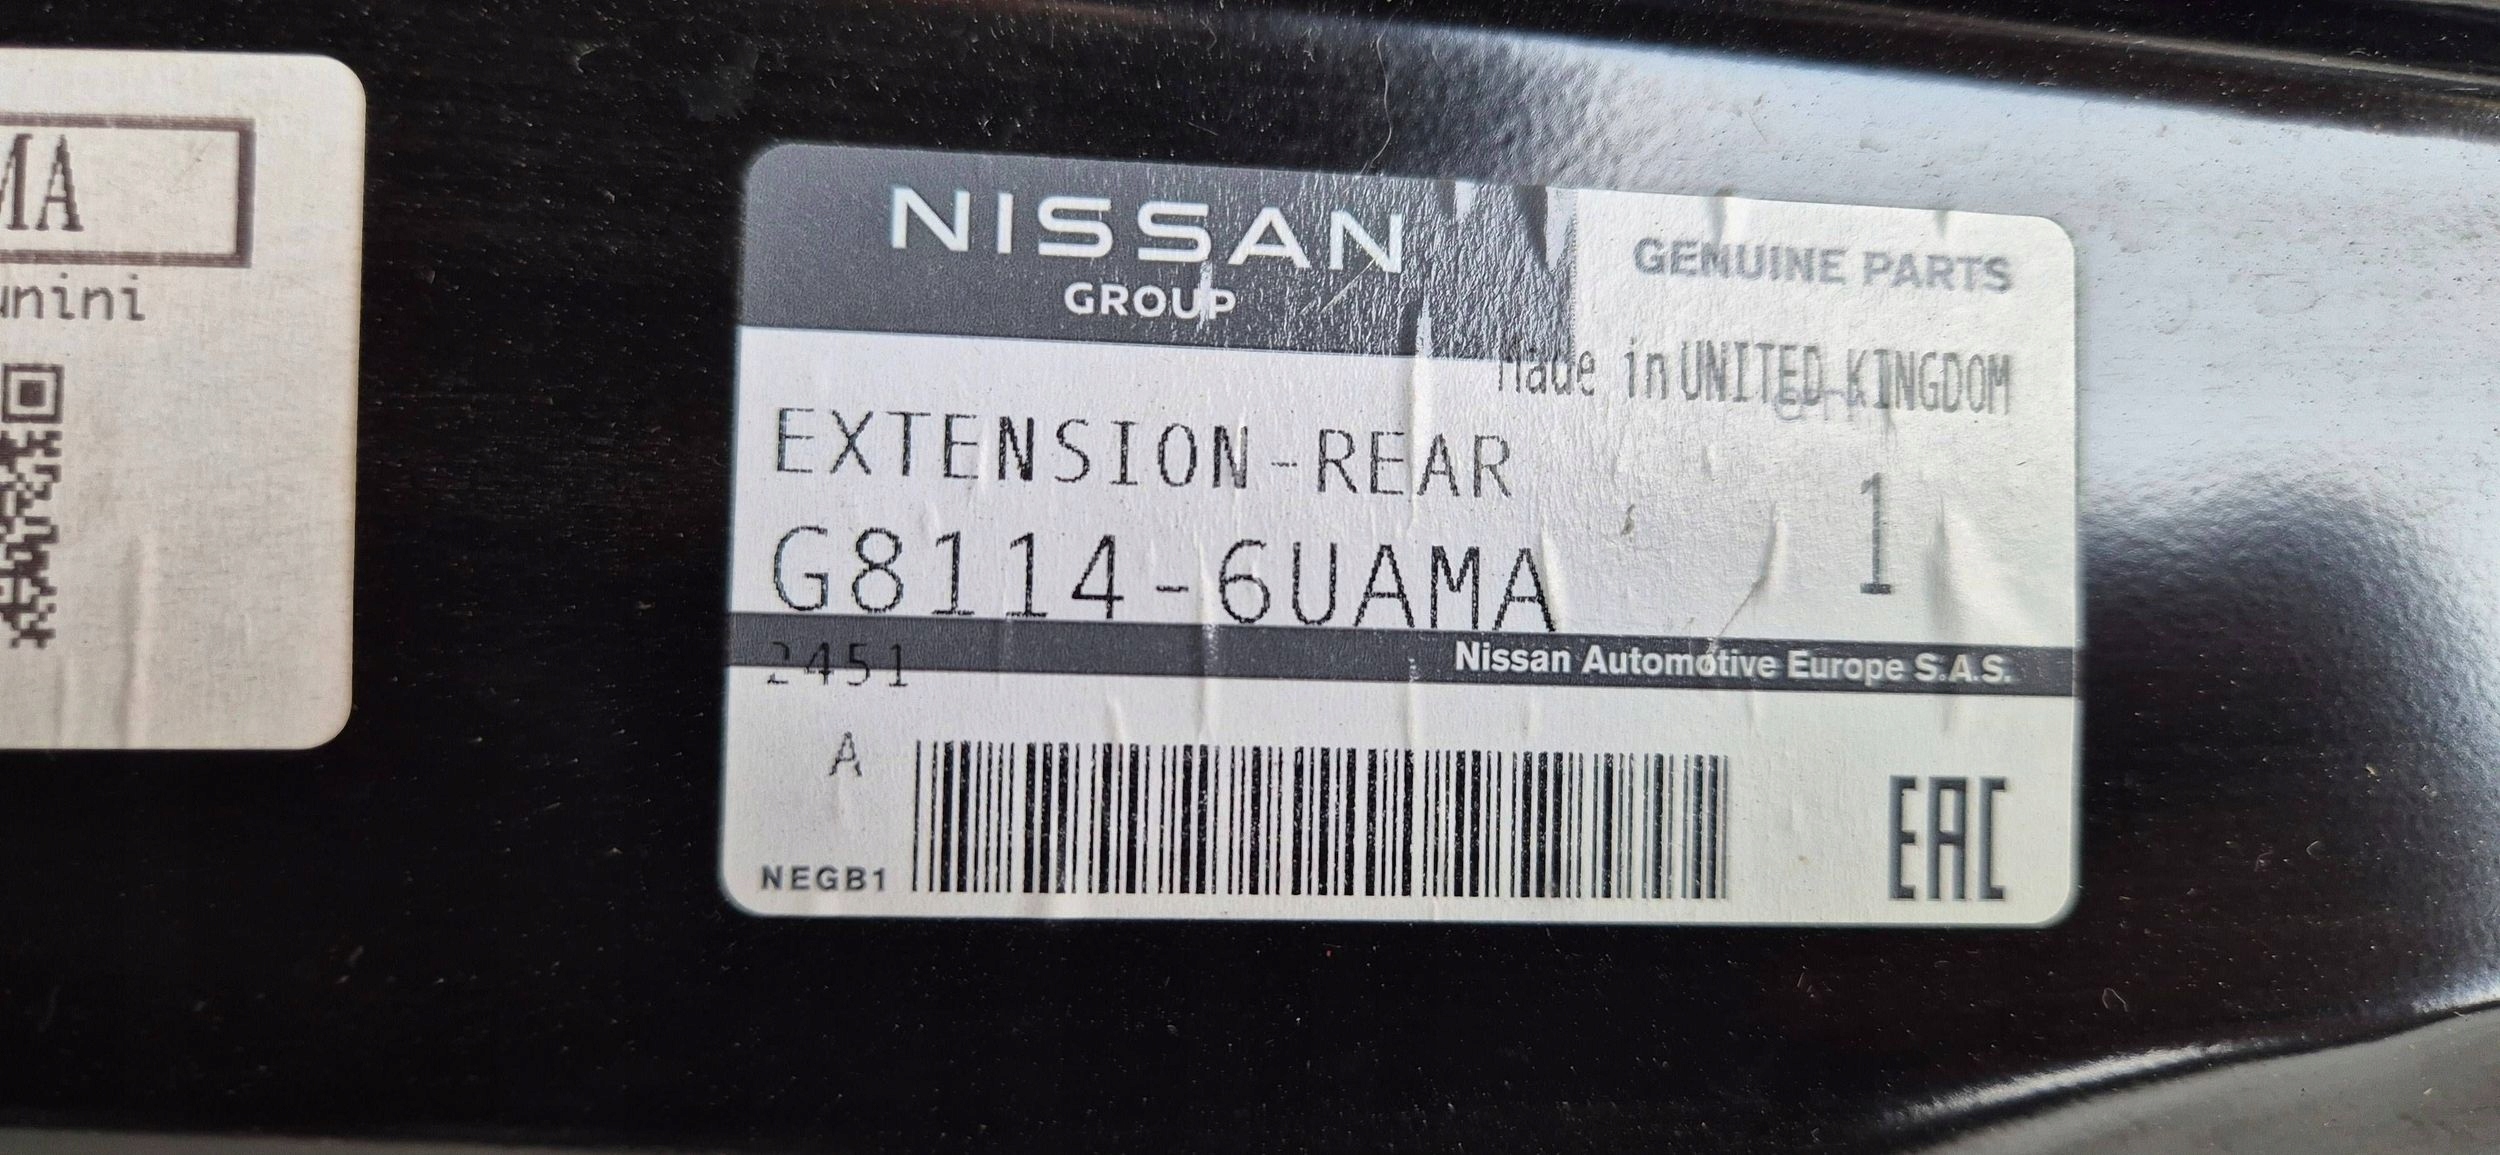 MA
unini
NISSAN
GROUP
GENUINE PARTS
Made in UNITED KINGDOM
EXTENSION-REAR
G8114-6UAMA
1
2451
Nissan Automotive Europe S.A.S.
A
NEGB1
EAC